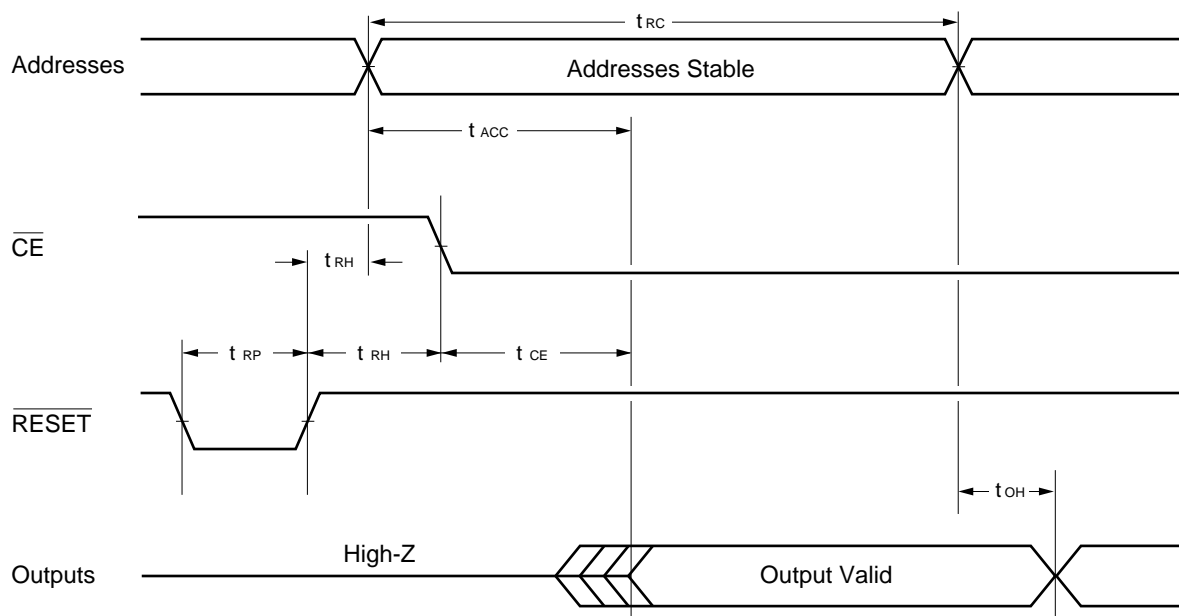 t RC
Addresses
Addresses Stable
t ACC
CE
t RH
t RP
t RH
t CE
RESET
t OH
High-Z
Outputs
Output Valid